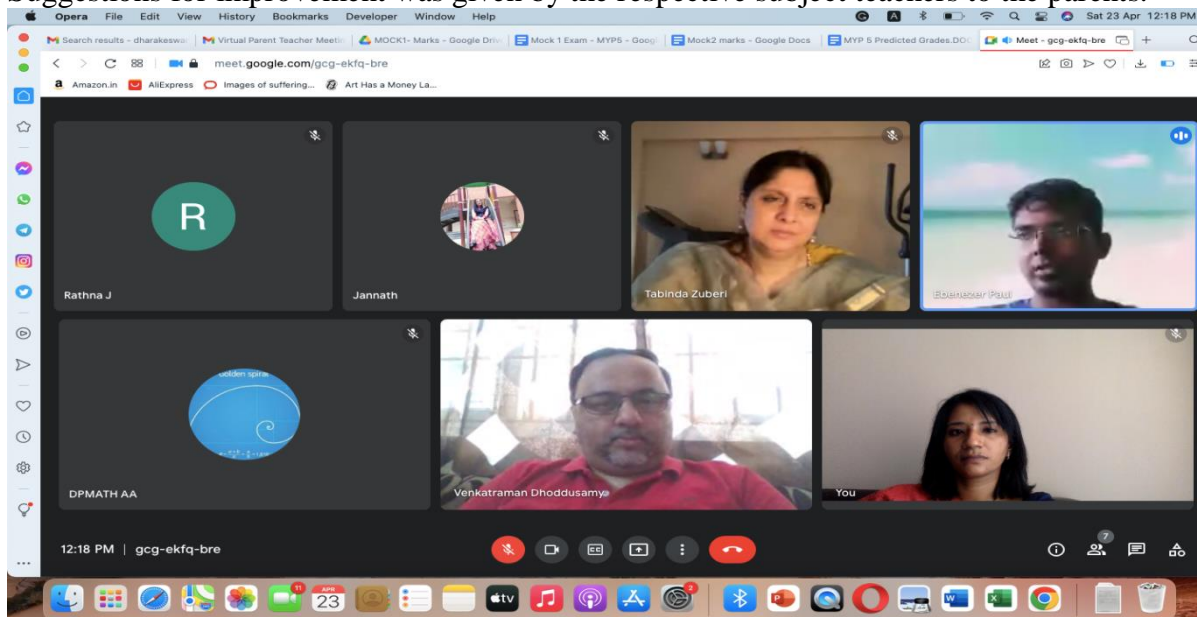 Suggestions for improvement was given by the respective subject teachers to the parents.
Opera File Edit View History Bookmarks Developer Window Help
Sat 23 Apr 12:18 PM
Search results - dharakeswa
Virtual Parent Teacher Meetin
MOCK1- Marks - Google Driv
Mock 1 Exam - MYP5 - Goog
Mock2 marks - Google Docs
MYP 5 Predicted Grades.DO
Meet - gcg-ekfq-bre
meet.google.com/gcg-ekfq-bre
Amazon.in AliExpress Images of suffering... Art Has a Money La...
R
Rathna J
Jannath
Tabinda Zuberi
Ebenezer Paul
golden spiral
DPMATH AA
Venkatraman Dhoddusamy
You
12:18 PM | gcg-ekfq-bre
CC
7
11
APR
23
tv
2